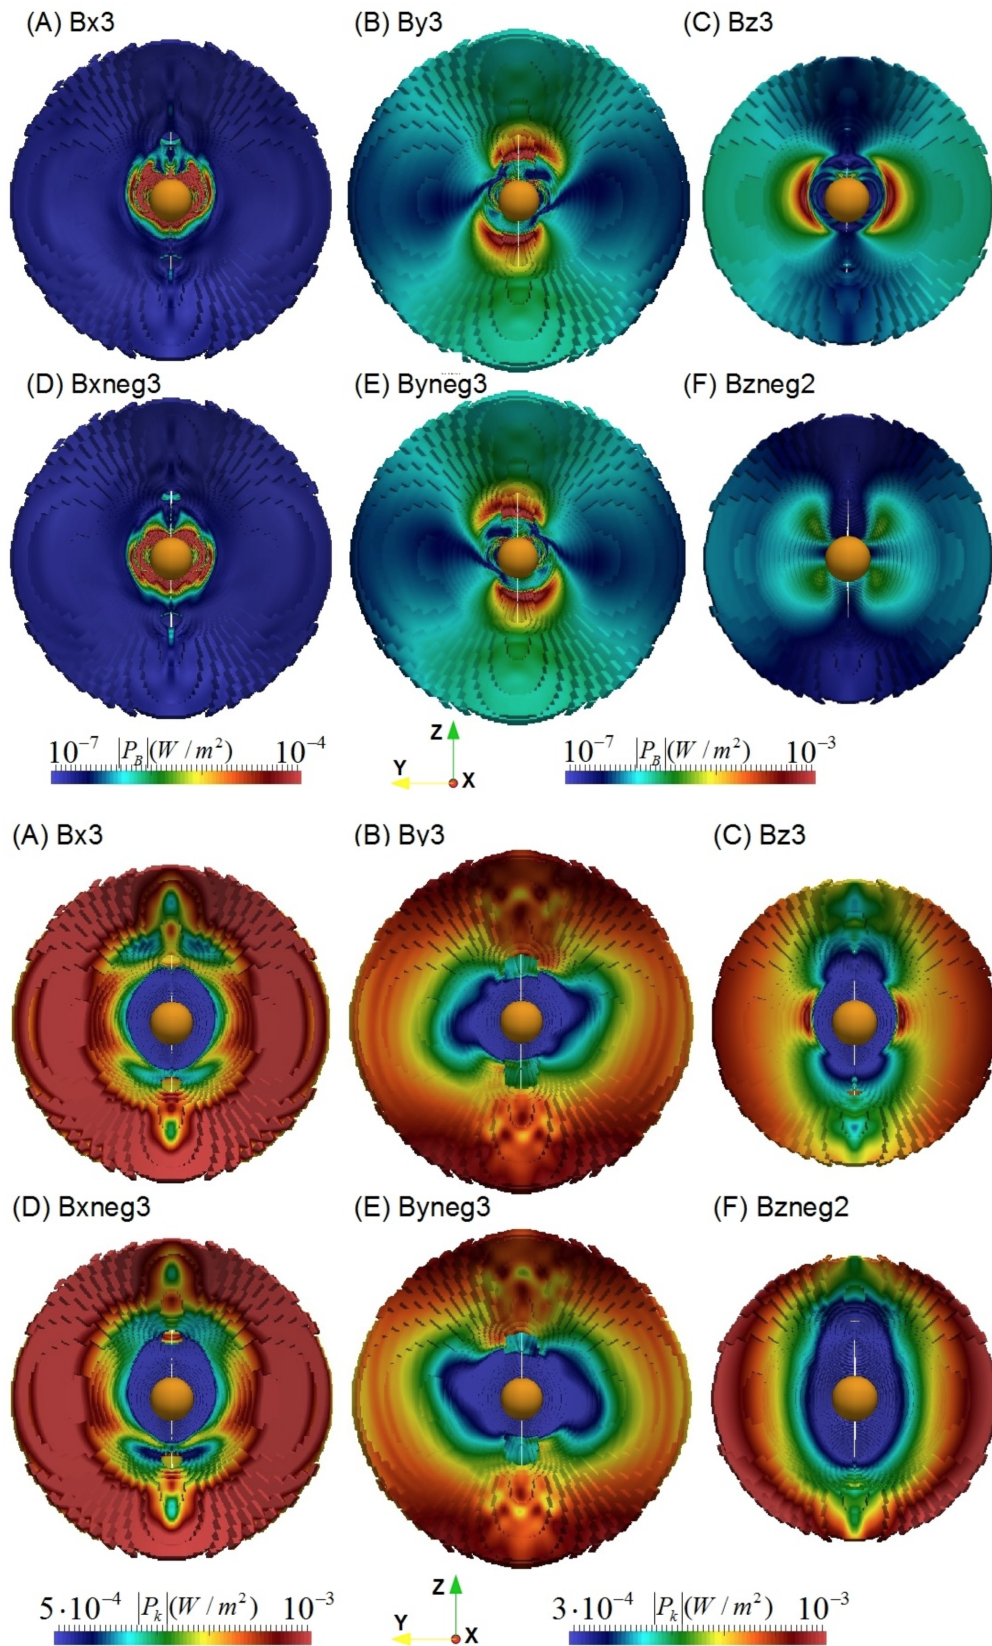 (A) Bx3
(B) By3
(C) Bz3
(D) Bxneg3
(E) Byneg3
(F) Bzneg2
10^-7 |P_B|(W/m^2) 10^-4
Z
Y
X
10^-7 |P_B|(W/m^2) 10^-3
(A) Bx3
(B) By3
(C) Bz3
(D) Bxneg3
(E) Byneg3
(F) Bzneg2
5·10^-4 |P_k|(W/m^2) 10^-3
Z
Y
X
3·10^-4 |P_k|(W/m^2) 10^-3